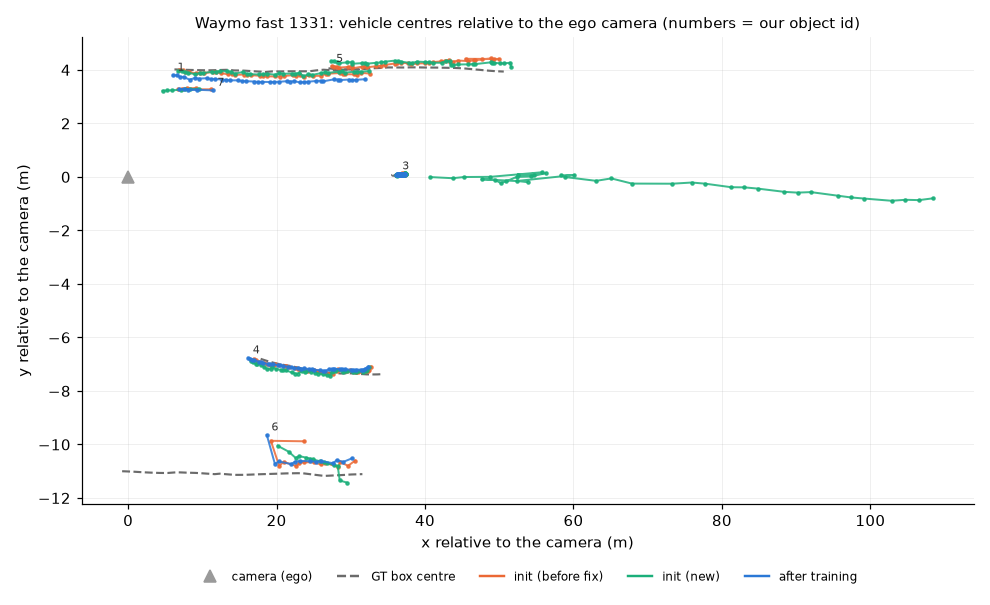 Waymo fast 1331: vehicle centres relative to the ego camera (numbers = our object id)
y relative to the camera (m)
4
2
0
−2
−4
−6
−8
−10
−12
1
5
7
3
4
6
0
20
40
60
80
100
x relative to the camera (m)
camera (ego)
GT box centre
init (before fix)
init (new)
after training